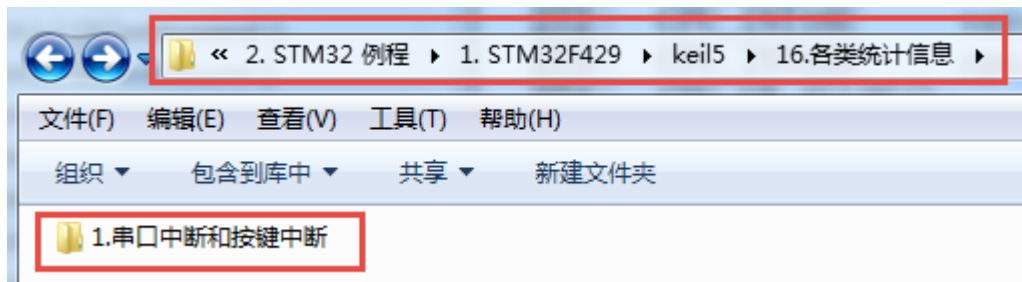 « 2. STM32 例程 ▸ 1. STM32F429 ▸ keil5 ▸ 16.各类统计信息 ▸
文件(F) 编辑(E) 查看(V) 工具(T) 帮助(H)
组织 ▾ 包含到库中 ▾ 共享 ▾ 新建文件夹
1.串口中断和按键中断